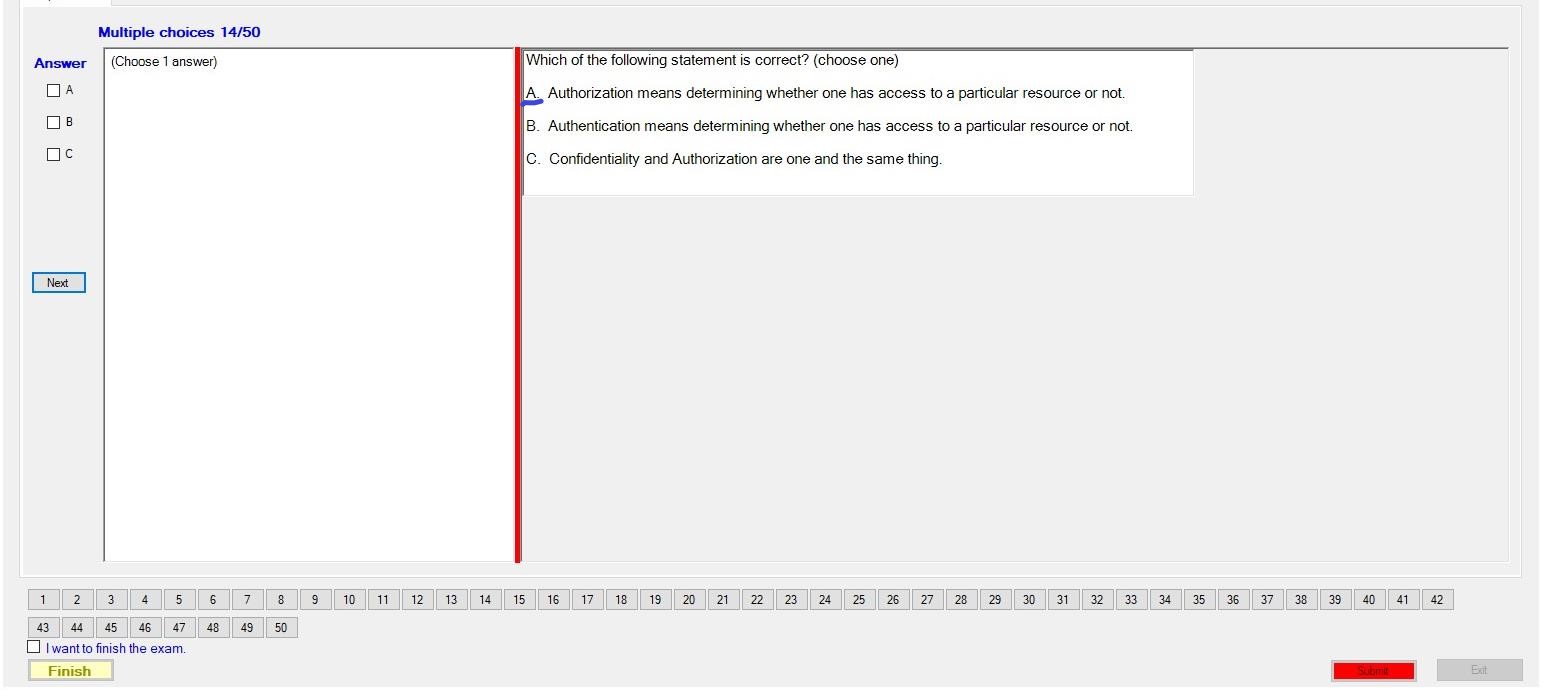 Multiple choices 14/50
Answer
(Choose 1 answer)
A
B
C
Next
Which of the following statement is correct? (choose one)
A. Authorization means determining whether one has access to a particular resource or not.
B. Authentication means determining whether one has access to a particular resource or not.
C. Confidentiality and Authorization are one and the same thing.
1 2 3 4 5 6 7 8 9 10 11 12 13 14 15 16 17 18 19 20 21 22 23 24 25 26 27 28 29 30 31 32 33 34 35 36 37 38 39 40 41 42
43 44 45 46 47 48 49 50
I want to finish the exam.
Finish
Submit
Exit